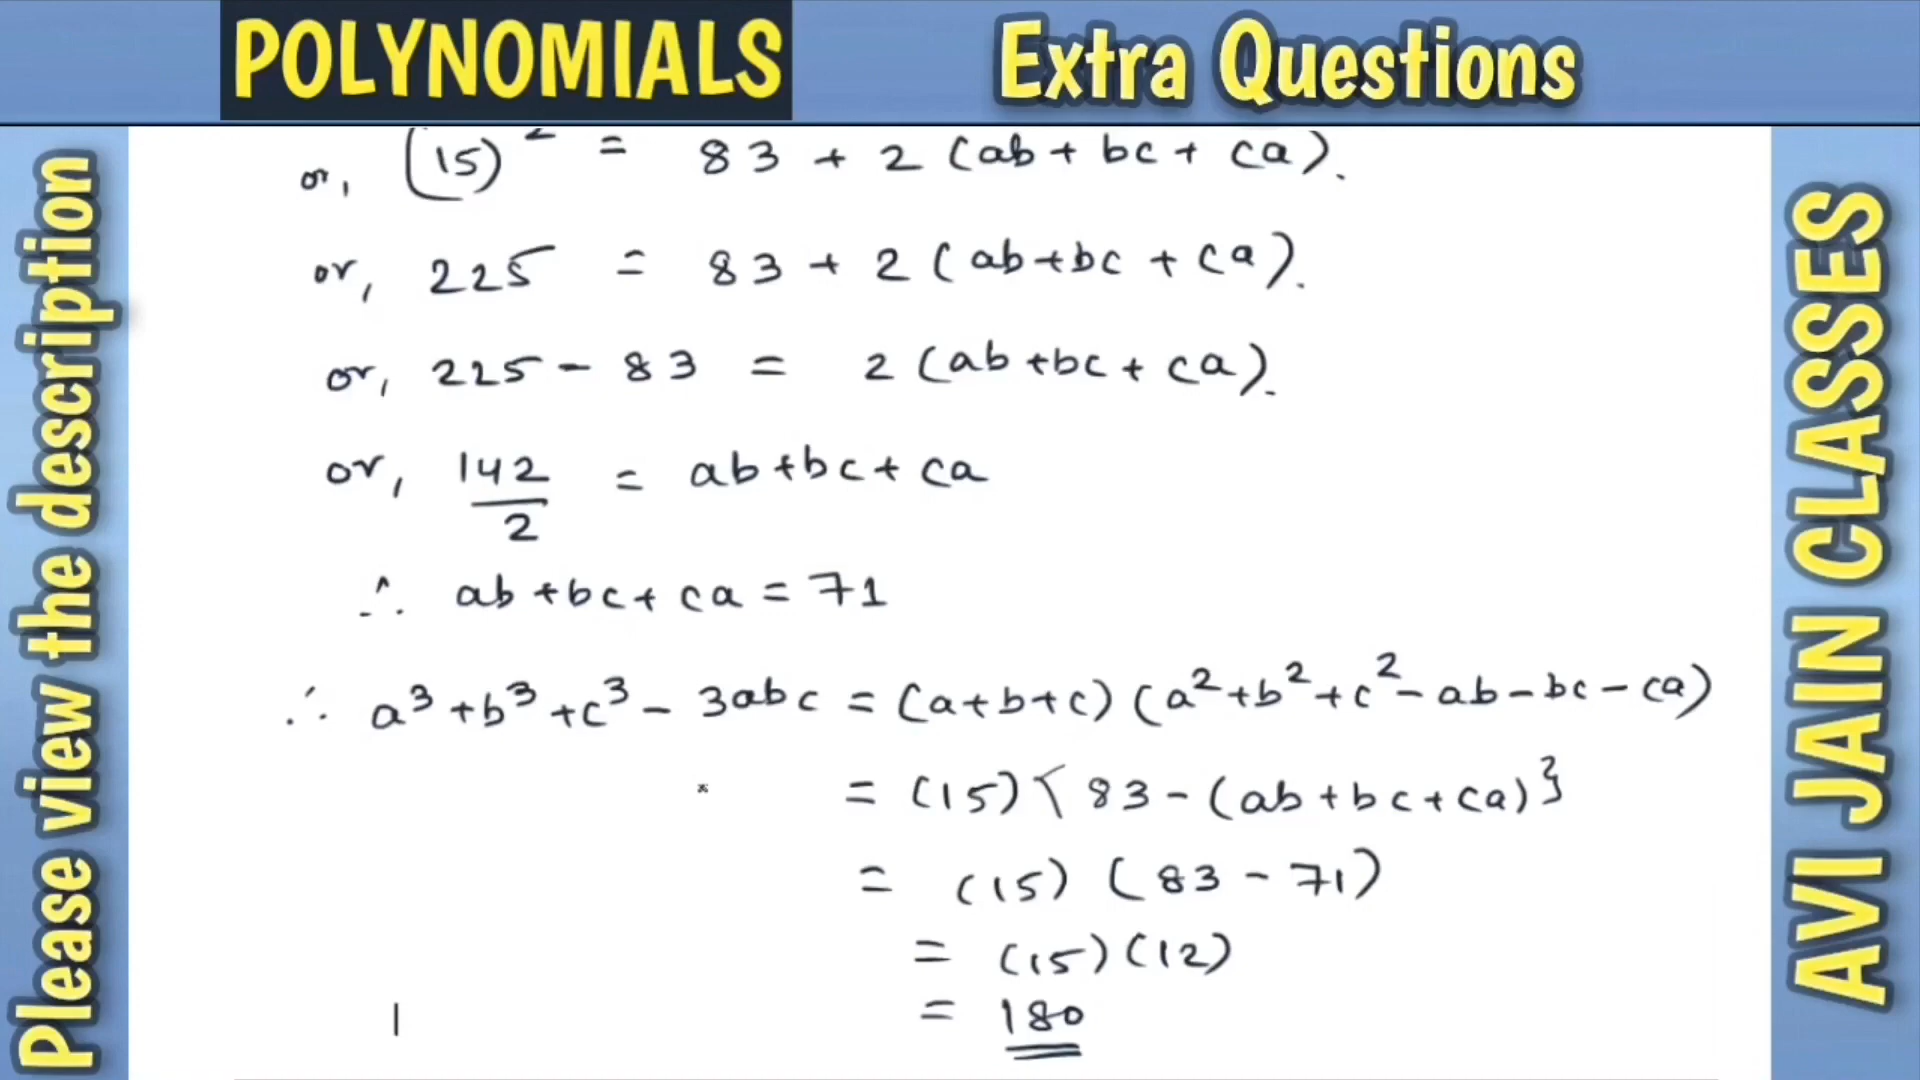 POLYNOMIALS
Extra Questions
Please view the description
or, (15)² = 83 + 2 (ab + bc + ca).
or, 225 = 83 + 2 (ab+bc + ca).
or, 225 - 83 = 2 (ab+bc + ca).
or, 142/2 = ab+bc+ca
∴ ab+bc+ca = 71
∴ a³+b³+c³ - 3abc = (a+b+c) (a²+b²+c²- ab-bc-ca)
= (15) { 83 - (ab+bc+ca)}
= (15) (83 - 71)
= (15) (12)
= 180
AVI JAIN CLASSES